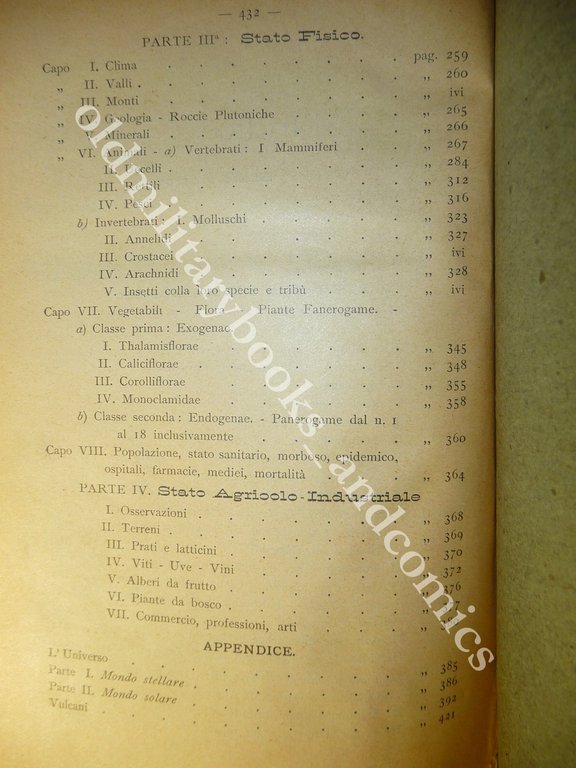 — 432 —
PARTE IIIª : Stato Fisico.
Capo I. Clima . . . . . . . pag. 259
„ II. Valli . . . . . . . . „ 260
„ III. Monti . . . . . . . „ ivi
„ IV. Geologia - Roccie Plutoniche . . . „ 265
„ V. Minerali . . . . . . . „ 266
„ VI. Animali - a) Vertebrati : I Mammiferi . „ 267
II. Uccelli . . . . . . „ 284
III. Rettili . . . . . . „ 312
IV. Pesci . . . . . . „ 316
b) Invertebrati : I. Molluschi . . . . „ 323
II. Annelidi . . . . . „ 327
III. Crostacei . . . . . „ ivi
IV. Arachnidi . . . . . „ 328
V. Insetti colla loro specie e tribù . . „ ivi
Capo VII. Vegetabili - Flora - Piante Fanerogame. -
a) Classe prima : Exogenae.
I. Thalamisflorae . . . . . „ 345
II. Caliciflorae . . . . . „ 348
III. Corolliflorae . . . . . „ 355
IV. Monoclamidae . . . . . „ 358
b) Classe seconda : Endogenae. - Panerogame dal n. 1
al 18 inclusivamente . . . . „ 360
Capo VIII. Popolazione, stato sanitario, morboso, epidemico,
ospitali, farmacie, medici, mortalità . . „ 364
PARTE IV. Stato Agricolo-Industriale
I. Osservazioni . . . . . . „ 368
II. Terreni . . . . . . . „ 369
III. Prati e latticini . . . . . „ 370
IV. Viti - Uve - Vini . . . . . „ 372
V. Alberi da frutto . . . . . „ 376
VI. Piante da bosco . . . . . „
VII. Commercio, professioni, arti . . . „
APPENDICE.
L'Universo . . . . . . . „ 385
Parte I. Mondo stellare . . . . . „ 386
Parte II. Mondo solare . . . . . „ 392
Vulcani . . . . . . . . „ 421
oldmilitarybooks_andcomics